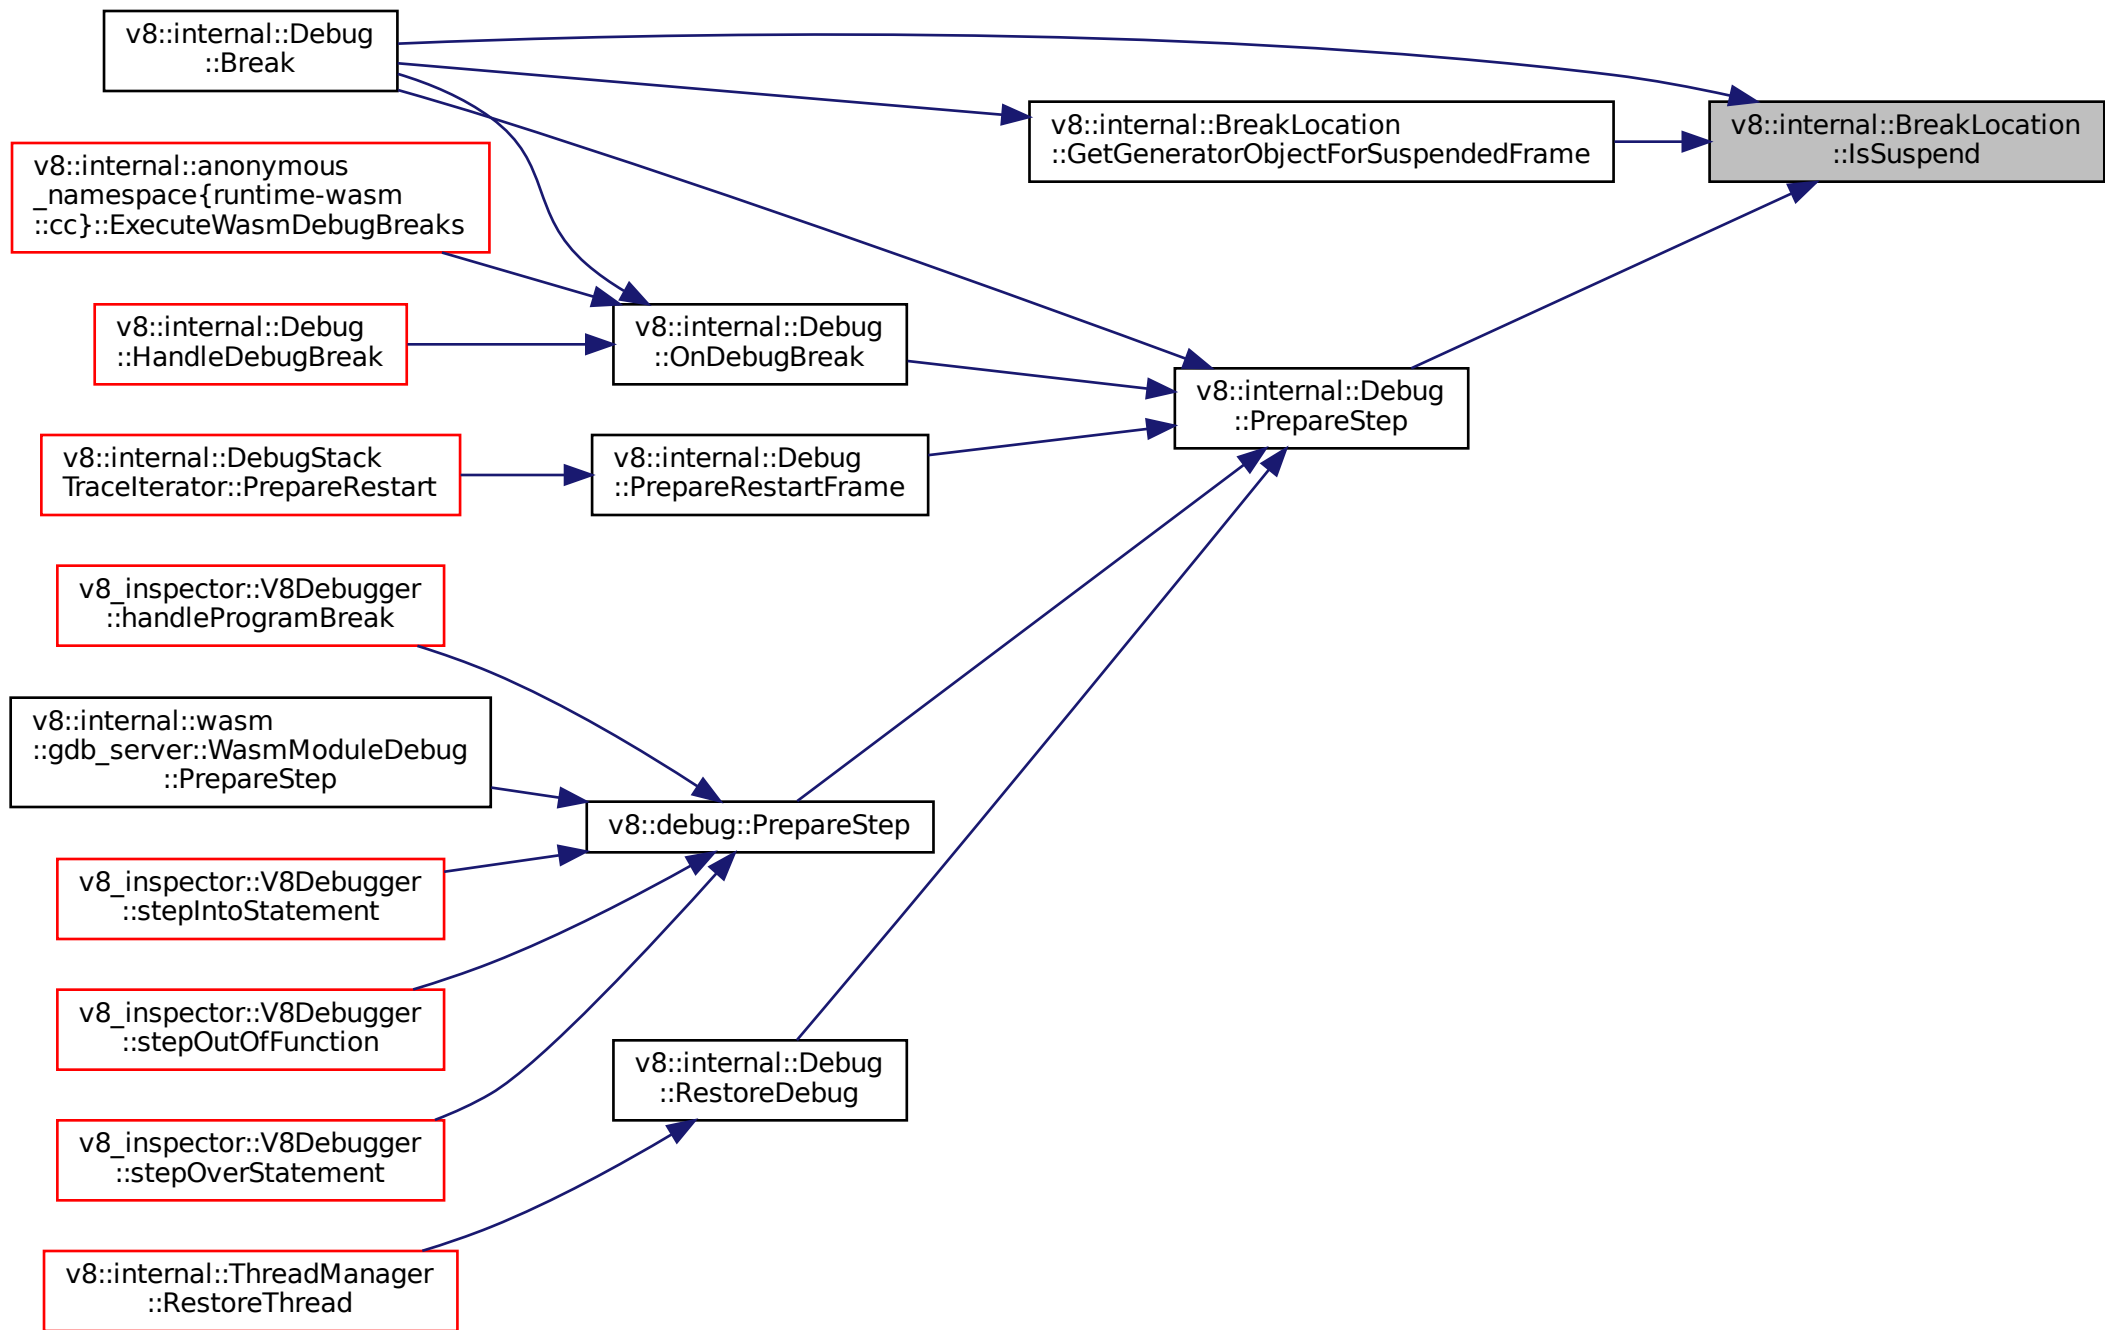 v8::internal::Debug
::Break
v8::internal::BreakLocation
::GetGeneratorObjectForSuspendedFrame
v8::internal::BreakLocation
::IsSuspend
v8::internal::anonymous
_namespace{runtime-wasm
::cc}::ExecuteWasmDebugBreaks
v8::internal::Debug
::HandleDebugBreak
v8::internal::Debug
::OnDebugBreak
v8::internal::Debug
::PrepareStep
v8::internal::DebugStack
TraceIterator::PrepareRestart
v8::internal::Debug
::PrepareRestartFrame
v8_inspector::V8Debugger
::handleProgramBreak
v8::internal::wasm
::gdb_server::WasmModuleDebug
::PrepareStep
v8::debug::PrepareStep
v8_inspector::V8Debugger
::stepIntoStatement
v8_inspector::V8Debugger
::stepOutOfFunction
v8::internal::Debug
::RestoreDebug
v8_inspector::V8Debugger
::stepOverStatement
v8::internal::ThreadManager
::RestoreThread